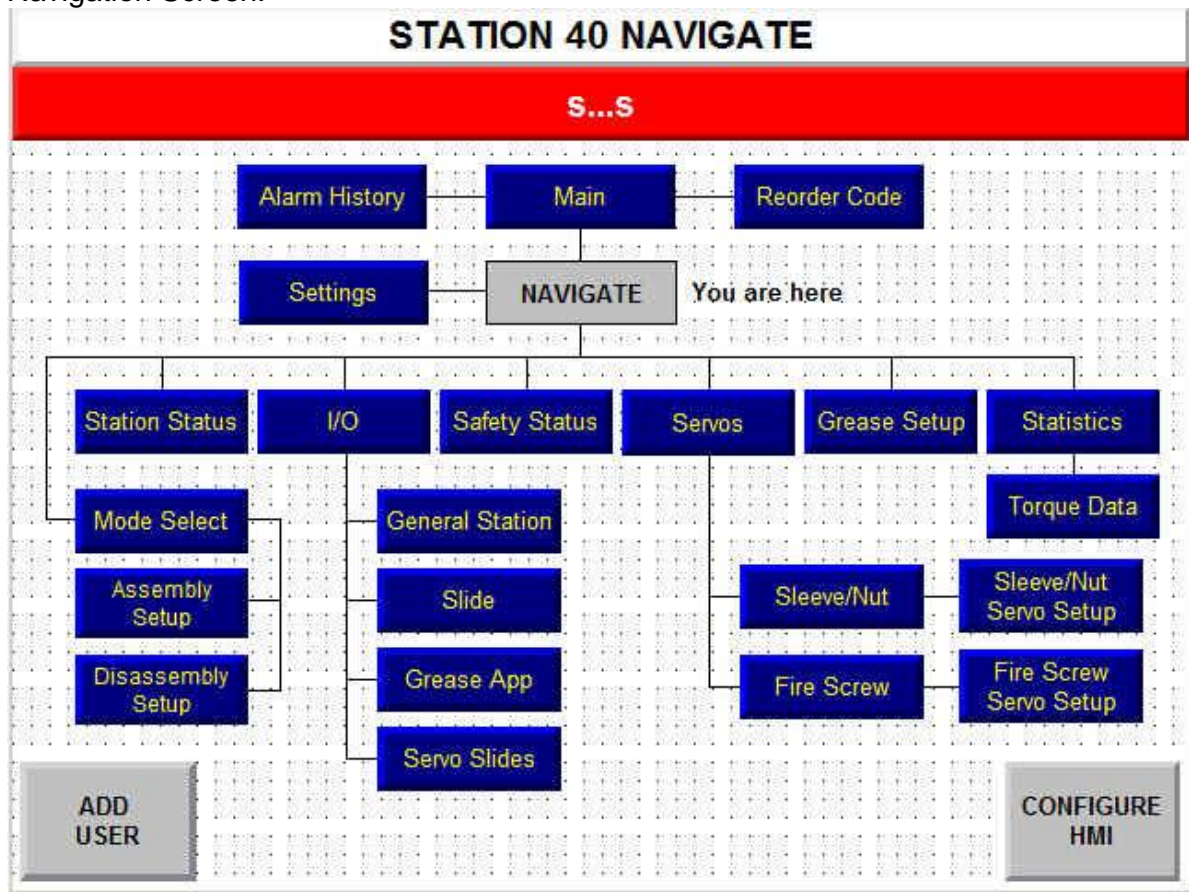 Navigation Screen.
STATION 40 NAVIGATE
s...s
Alarm History
Main
Reorder Code
Settings
NAVIGATE
You are here
Station Status
I/O
Safety Status
Servos
Grease Setup
Statistics
Mode Select
General Station
Torque Data
Assembly
Setup
Slide
Sleeve/Nut
Sleeve/Nut
Servo Setup
Disassembly
Setup
Grease App
Fire Screw
Fire Screw
Servo Setup
Servo Slides
ADD
USER
CONFIGURE
HMI